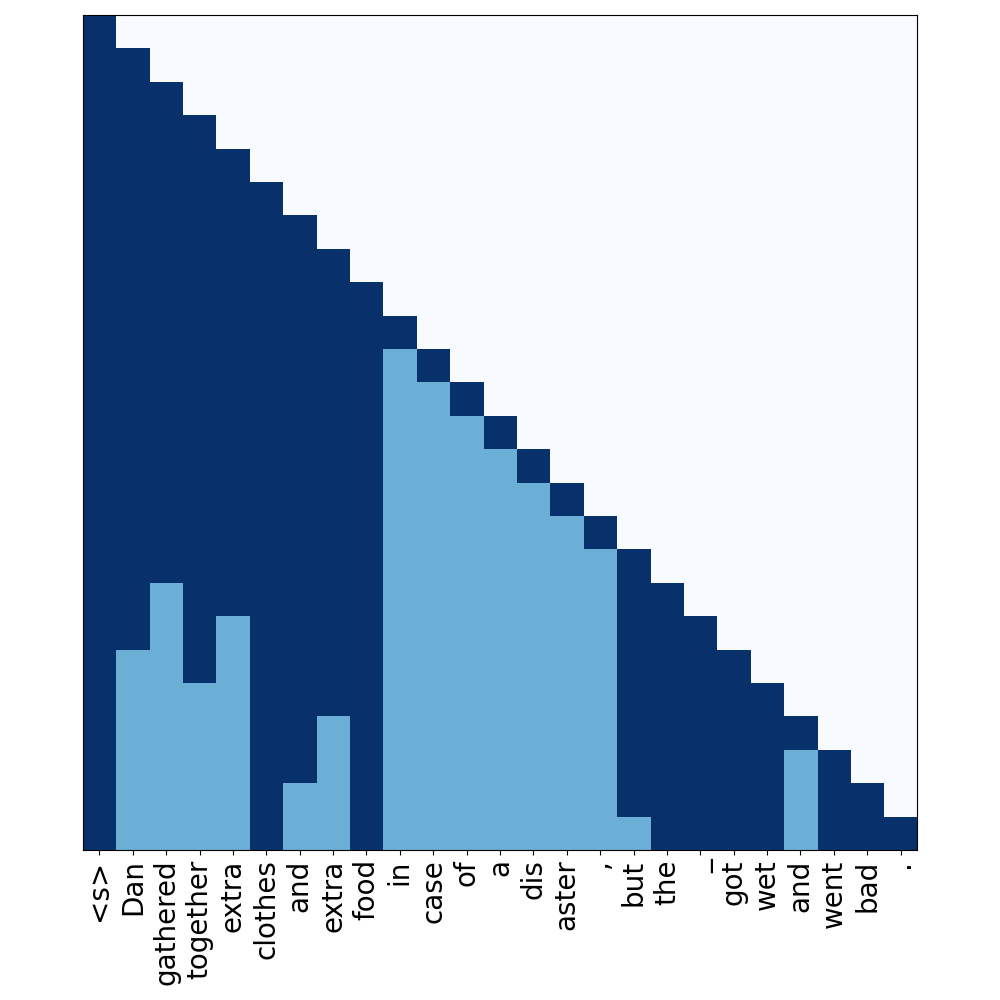 <s>
Dan
gathered
together
extra
clothes
and
extra
food
in
case
of
a
dis
aster
,
but
the
_
got
wet
and
went
bad
.